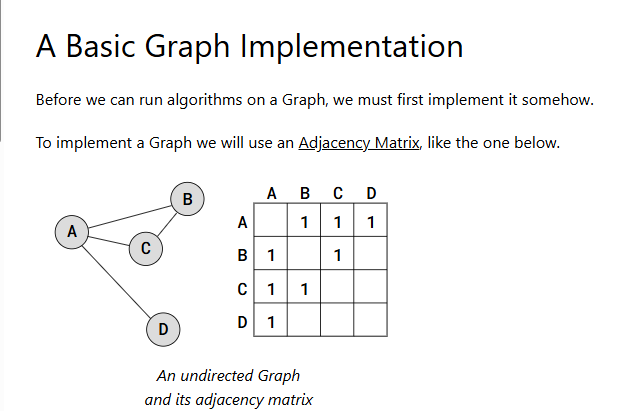 A Basic Graph Implementation
Before we can run algorithms on a Graph, we must first implement it somehow.
To implement a Graph we will use an Adjacency Matrix, like the one below.
A
B
C
D
A B C D
A 1 1 1
B 1 1
C 1 1
D 1
An undirected Graph
and its adjacency matrix